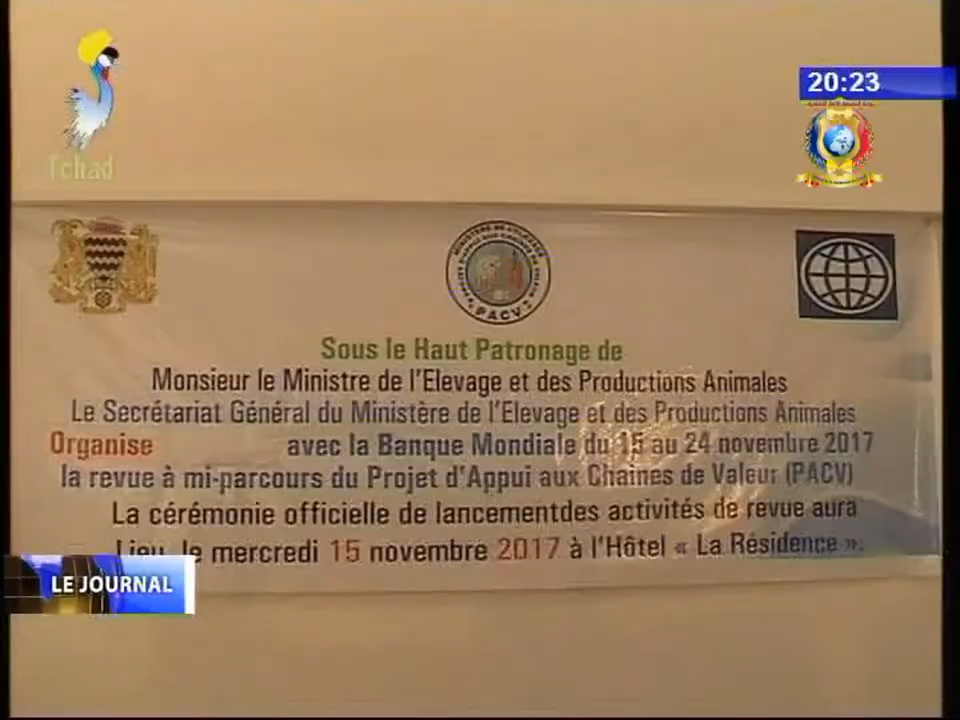 20:23
Tchad
PACV
Sous le Haut Patronage de
Monsieur le Ministre de l'Elevage et des Productions Animales
Le Secrétariat Général du Ministère de l'Elevage et des Productions Animales
Organise avec la Banque Mondiale du 15 au 24 novembre 2017
la revue à mi-parcours du Projet d'Appui aux Chaines de Valeur (PACV)
La cérémonie officielle de lancementdes activités de revue aura
Lieu le mercredi 15 novembre 2017 à l'Hôtel « La Résidence ».
LE JOURNAL